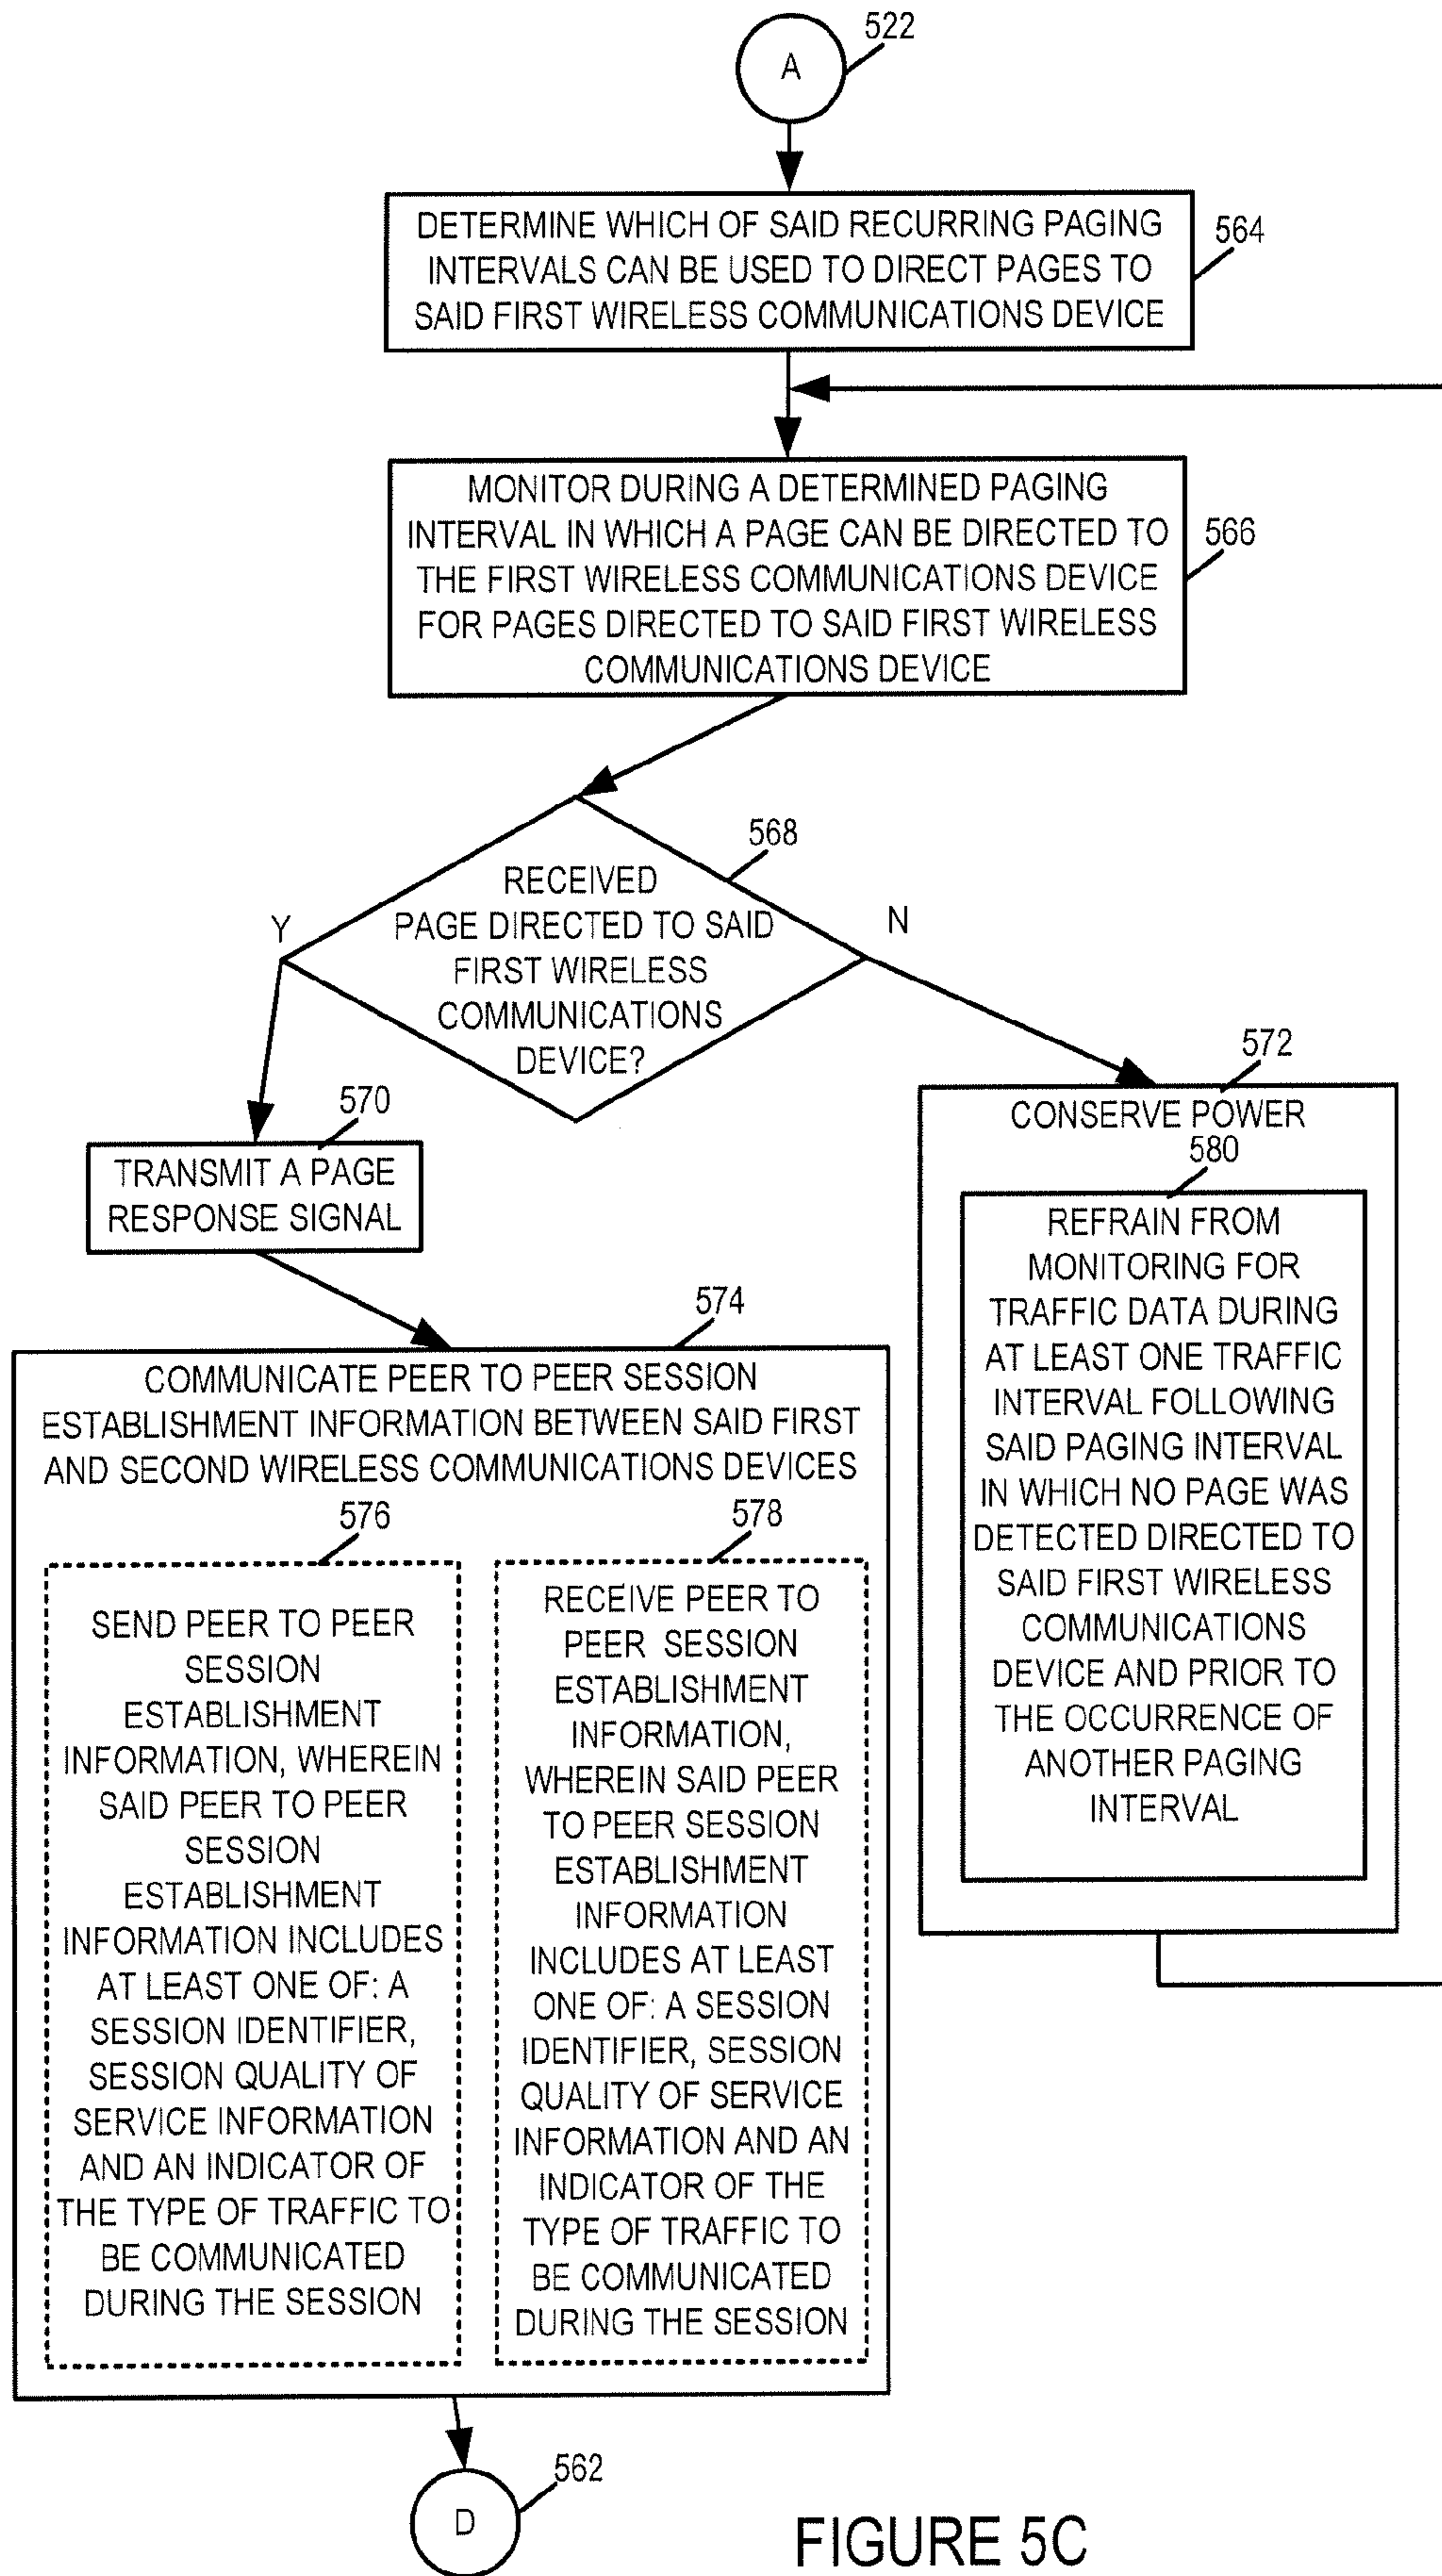 522
A
DETERMINE WHICH OF SAID RECURRING PAGING
INTERVALS CAN BE USED TO DIRECT PAGES TO
SAID FIRST WIRELESS COMMUNICATIONS DEVICE
564
MONITOR DURING A DETERMINED PAGING
INTERVAL IN WHICH A PAGE CAN BE DIRECTED TO
THE FIRST WIRELESS COMMUNICATIONS DEVICE
FOR PAGES DIRECTED TO SAID FIRST WIRELESS
COMMUNICATIONS DEVICE
566
568
RECEIVED
PAGE DIRECTED TO SAID
FIRST WIRELESS
COMMUNICATIONS
DEVICE?
Y
N
570
TRANSMIT A PAGE
RESPONSE SIGNAL
572
CONSERVE POWER
580
REFRAIN FROM
MONITORING FOR
TRAFFIC DATA DURING
AT LEAST ONE TRAFFIC
INTERVAL FOLLOWING
SAID PAGING INTERVAL
IN WHICH NO PAGE WAS
DETECTED DIRECTED TO
SAID FIRST WIRELESS
COMMUNICATIONS
DEVICE AND PRIOR TO
THE OCCURRENCE OF
ANOTHER PAGING
INTERVAL
574
COMMUNICATE PEER TO PEER SESSION
ESTABLISHMENT INFORMATION BETWEEN SAID FIRST
AND SECOND WIRELESS COMMUNICATIONS DEVICES
576
SEND PEER TO PEER
SESSION
ESTABLISHMENT
INFORMATION, WHEREIN
SAID PEER TO PEER
SESSION
ESTABLISHMENT
INFORMATION INCLUDES
AT LEAST ONE OF: A
SESSION IDENTIFIER,
SESSION QUALITY OF
SERVICE INFORMATION
AND AN INDICATOR OF
THE TYPE OF TRAFFIC TO
BE COMMUNICATED
DURING THE SESSION
578
RECEIVE PEER TO
PEER SESSION
ESTABLISHMENT
INFORMATION,
WHEREIN SAID PEER
TO PEER SESSION
ESTABLISHMENT
INFORMATION
INCLUDES AT LEAST
ONE OF: A SESSION
IDENTIFIER, SESSION
QUALITY OF SERVICE
INFORMATION AND AN
INDICATOR OF THE
TYPE OF TRAFFIC TO
BE COMMUNICATED
DURING THE SESSION
562
D
FIGURE 5C